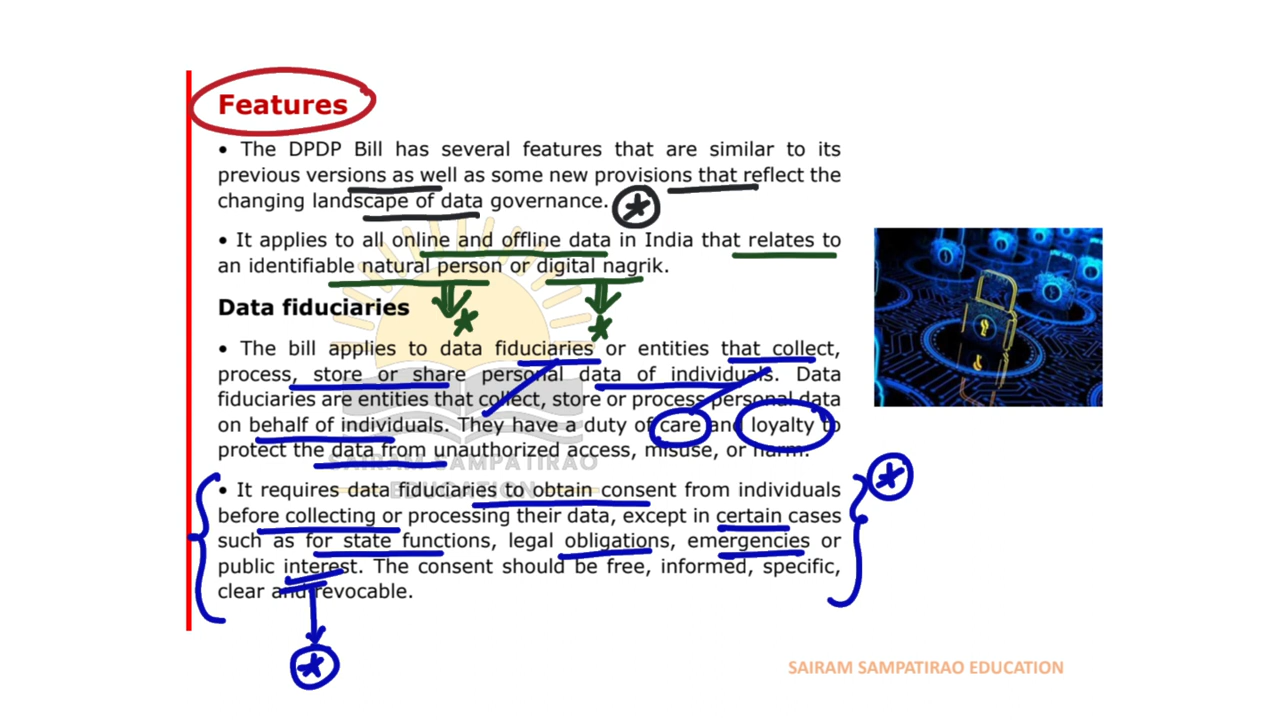 Features
• The DPDP Bill has several features that are similar to its
previous versions as well as some new provisions that reflect the
changing landscape of data governance.
• It applies to all online and offline data in India that relates to
an identifiable natural person or digital nagrik.
Data fiduciaries
• The bill applies to data fiduciaries or entities that collect,
process, store or share personal data of individuals. Data
fiduciaries are entities that collect, store or process personal data
on behalf of individuals. They have a duty of care and loyalty to
protect the data from unauthorized access, misuse, or harm.
SAIRAM SAMPATIRAO
EDUCATION
• It requires data fiduciaries to obtain consent from individuals
before collecting or processing their data, except in certain cases
such as for state functions, legal obligations, emergencies or
public interest. The consent should be free, informed, specific,
clear and revocable.
SAIRAM SAMPATIRAO EDUCATION